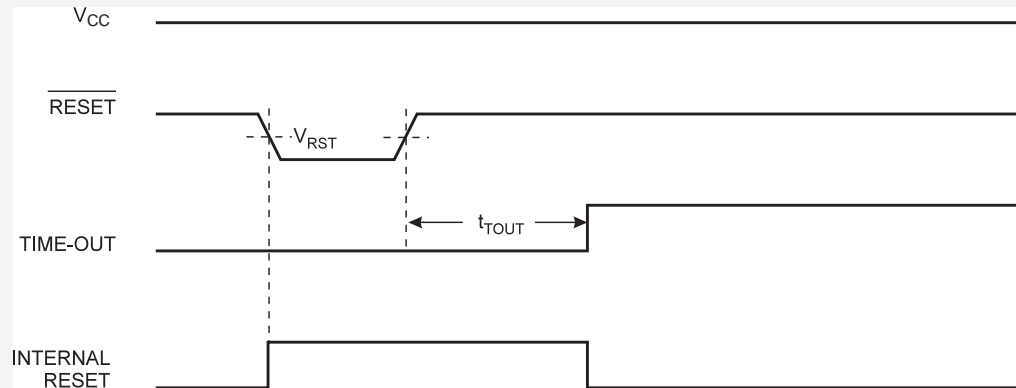 VCC
RESET
VRST
tTOUT
TIME-OUT
INTERNAL
RESET